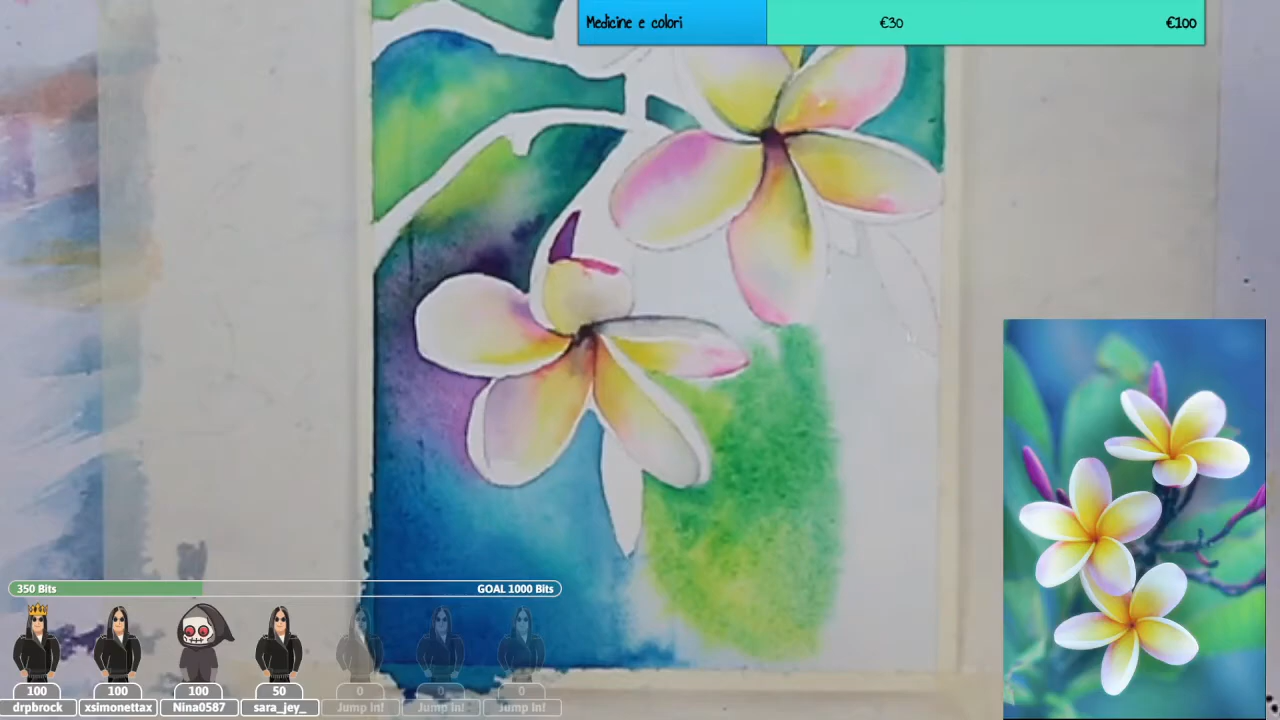 Medicine e colori €30 €100
350 Bits GOAL 1000 Bits
100 100 100 50 0 0 0
drpbrock xsimonettax Nina0587 sara_jey_ Jump In! Jump In! Jump In!